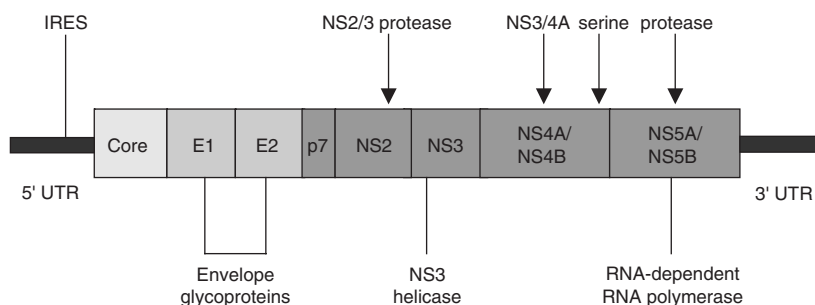 IRES
NS2/3 protease
NS3/4A serine protease
Core
E1
E2
p7
NS2
NS3
NS4A/
NS4B
NS5A/
NS5B
5' UTR
3' UTR
Envelope
glycoproteins
NS3
helicase
RNA-dependent
RNA polymerase